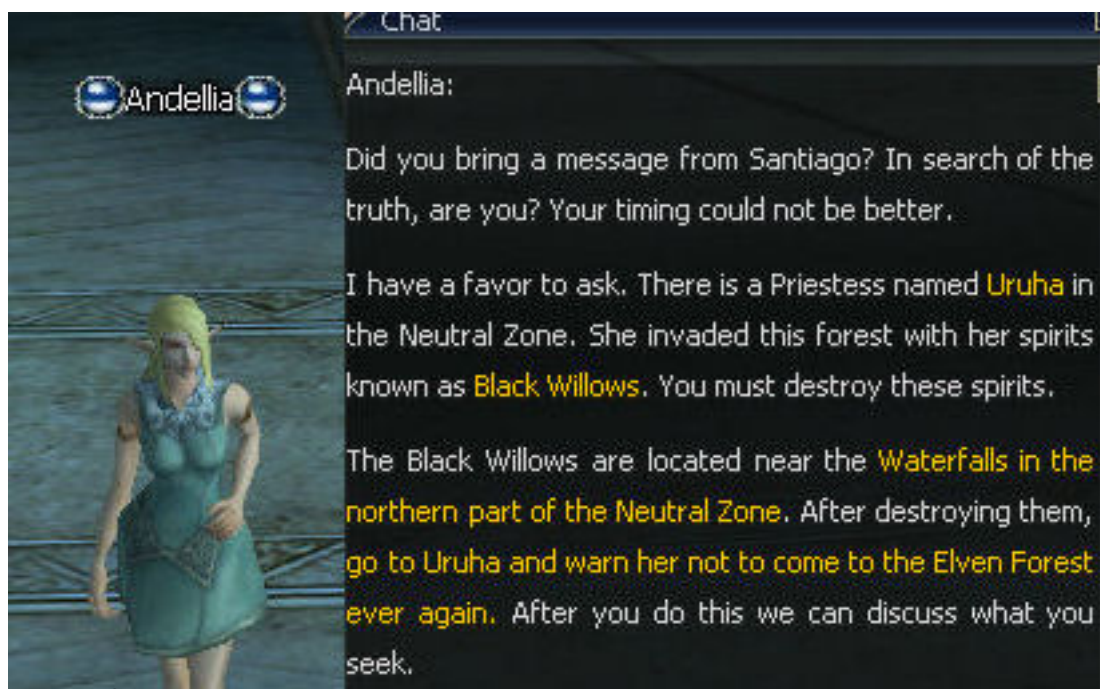 Chat
Andellia
Andellia:
Did you bring a message from Santiago? In search of the
truth, are you? Your timing could not be better.
I have a favor to ask. There is a Priestess named Uruha in
the Neutral Zone. She invaded this forest with her spirits
known as Black Willows. You must destroy these spirits.
The Black Willows are located near the Waterfalls in the
northern part of the Neutral Zone. After destroying them,
go to Uruha and warn her not to come to the Elven Forest
ever again. After you do this we can discuss what you
seek.